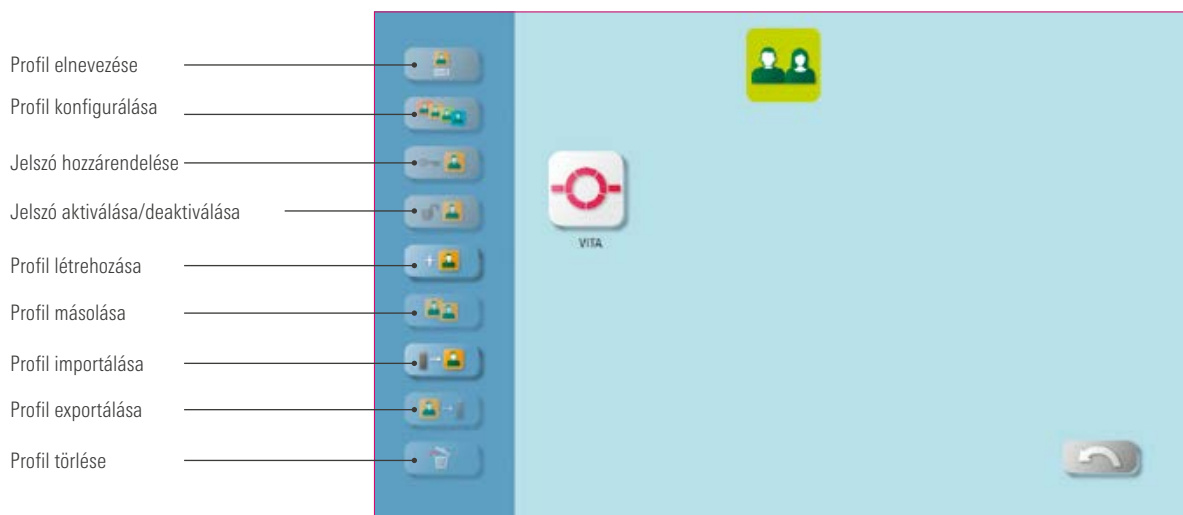 Profil elnevezése
Profil konfigurálása
Jelszó hozzárendelése
Jelszó aktiválása/deaktiválása
Profil létrehozása
Profil másolása
Profil importálása
Profil exportálása
Profil törlése
VITA